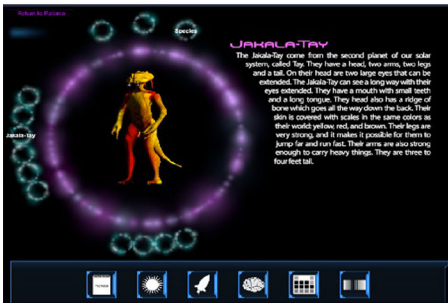 Return to Pandora
Species
JAKALA-TAY
The Jakala-Tay come from the second planet of our solar
system, called Tay. They have a head, two arms, two legs
and a tail. On their head are two large eyes that can be
extended. The Jakala-Tay can see a long way with their
eyes extended. They have a mouth with small teeth
and a long tongue. They head also has a ridge of
bone which goes all the way down the back. Their
skin is covered with scales in the same colors as
their world: yellow, red, and brown. Their legs are
very strong, and it makes it possible for them to
jump far and run fast. Their arms are also strong
enough to carry heavy things. They are three to
four feet tall.
Jakala-Tay